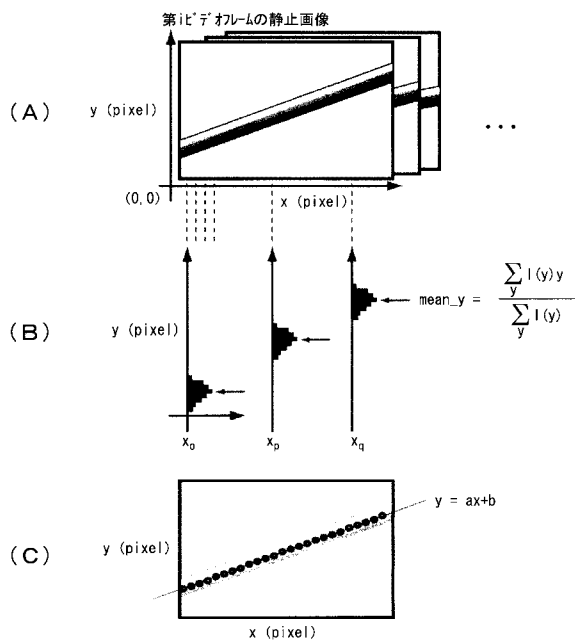 第iビデオフレームの静止画像
(A)
y (pixel)
...
(0,0)
x (pixel)
(B)
y (pixel)
mean_y = Σ_y I(y)y / Σ_y I(y)
x₀
xₚ
x_q
(C)
y (pixel)
y = ax+b
x (pixel)